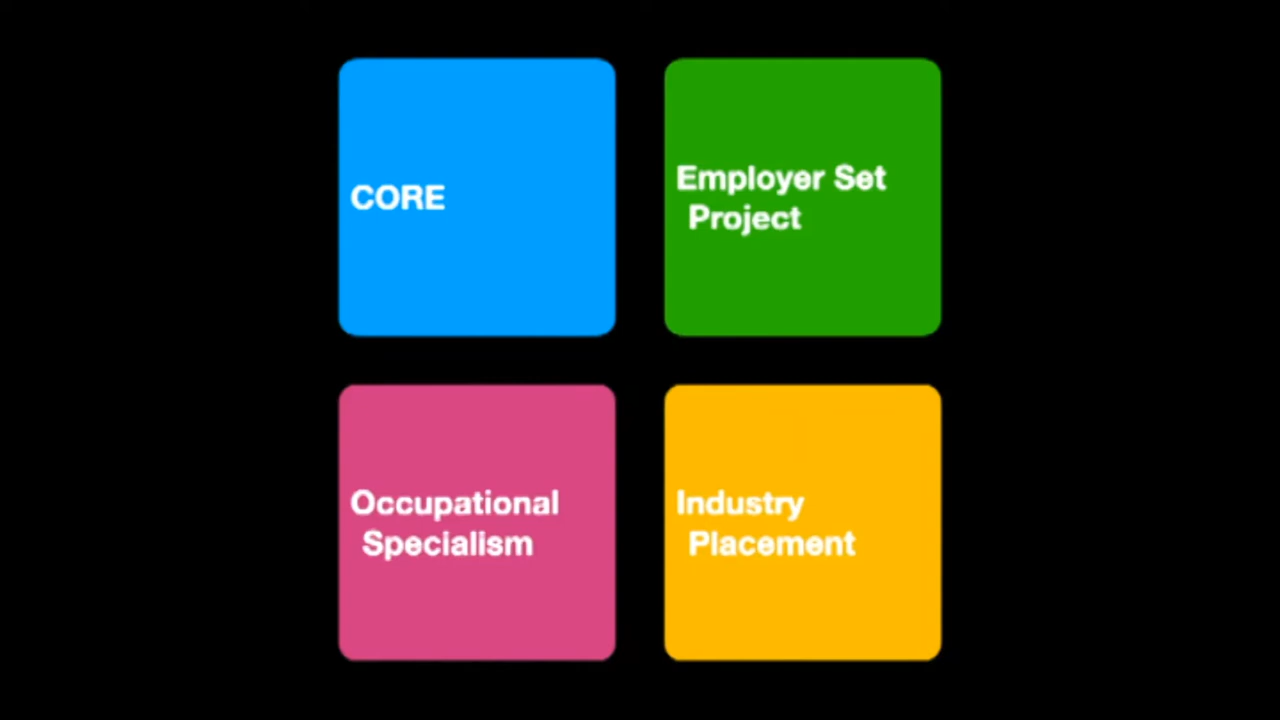 CORE
Employer Set
Project
Occupational
Specialism
Industry
Placement